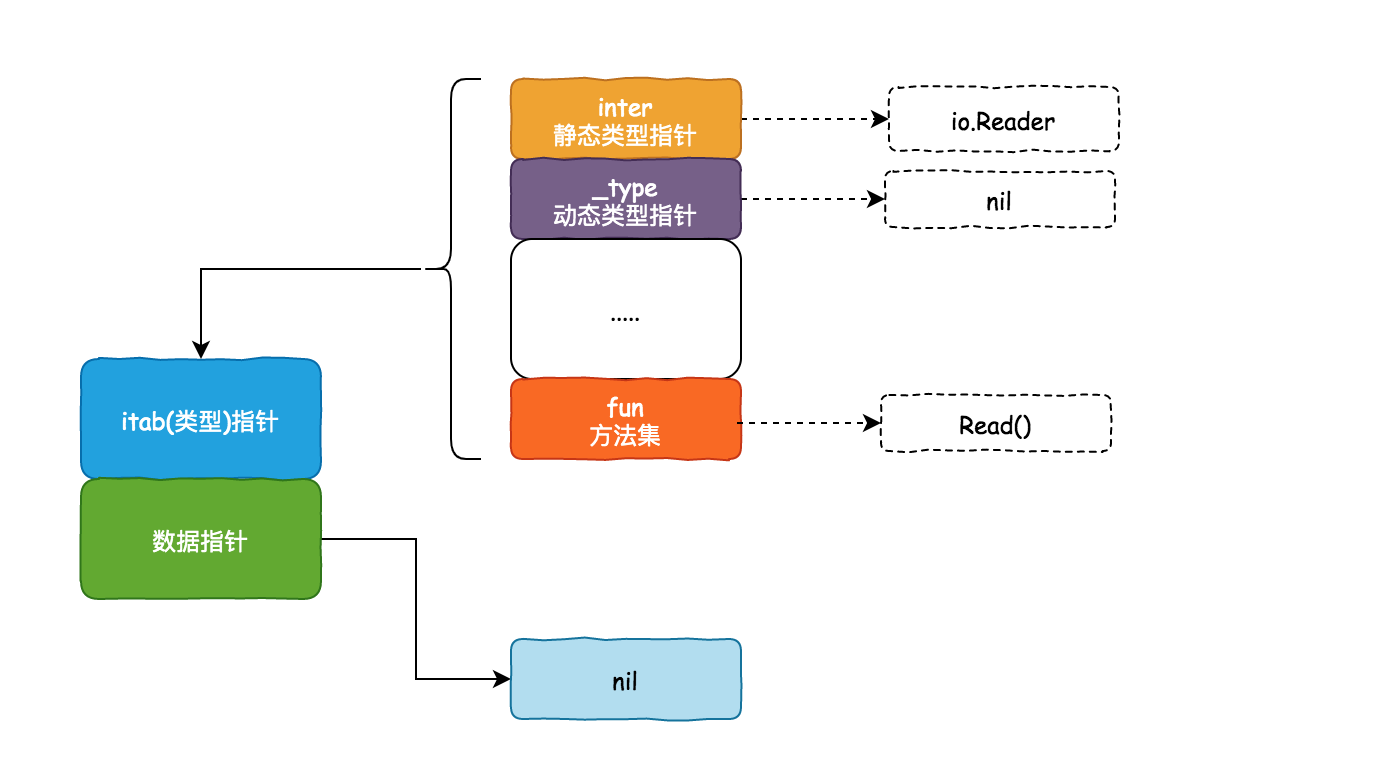 inter
静态类型指针
io.Reader
_type
动态类型指针
nil
.....
fun
方法集
Read()
itab(类型)指针
数据指针
nil